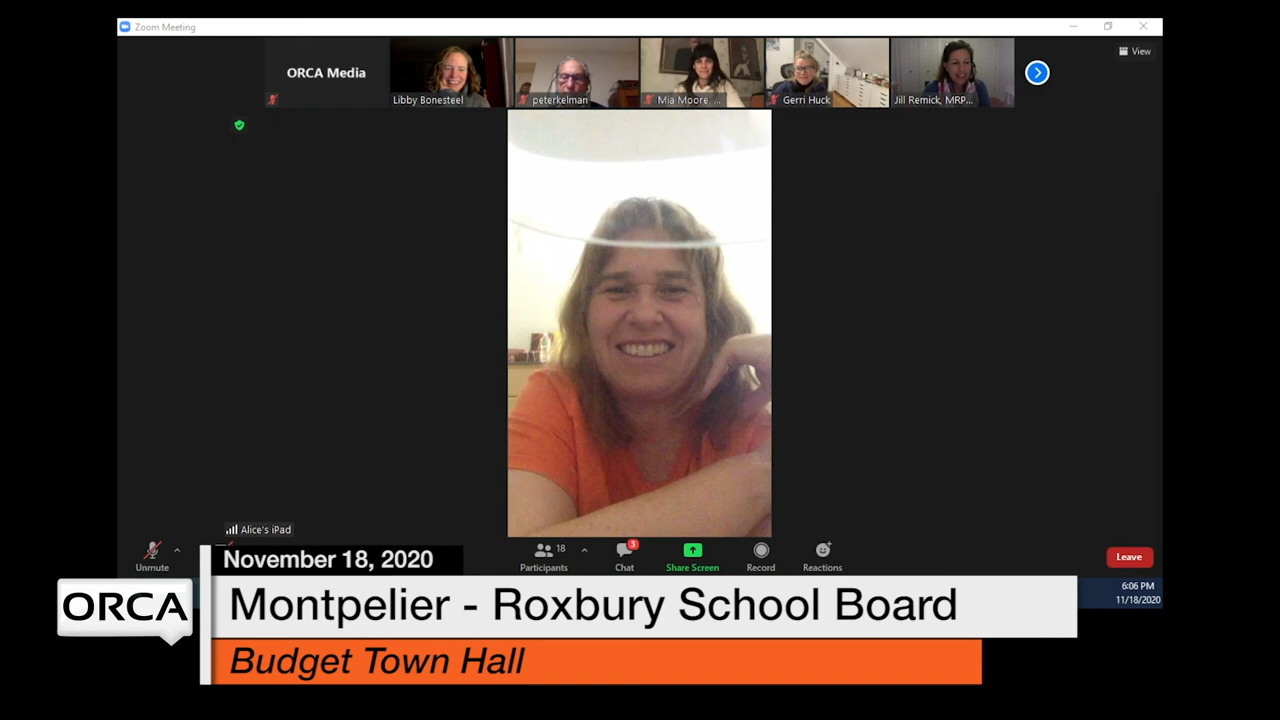 Zoom Meeting
View
ORCA Media
Libby Bonesteel
peterkelman
Mia Moore, ...
Gerri Huck
Jill Remick, MRP...
Alice's iPad
Unmute
18
Participants
3
Chat
Share Screen
Record
Reactions
Leave
6:06 PM
11/18/2020
November 18, 2020
ORCA
Montpelier - Roxbury School Board
Budget Town Hall